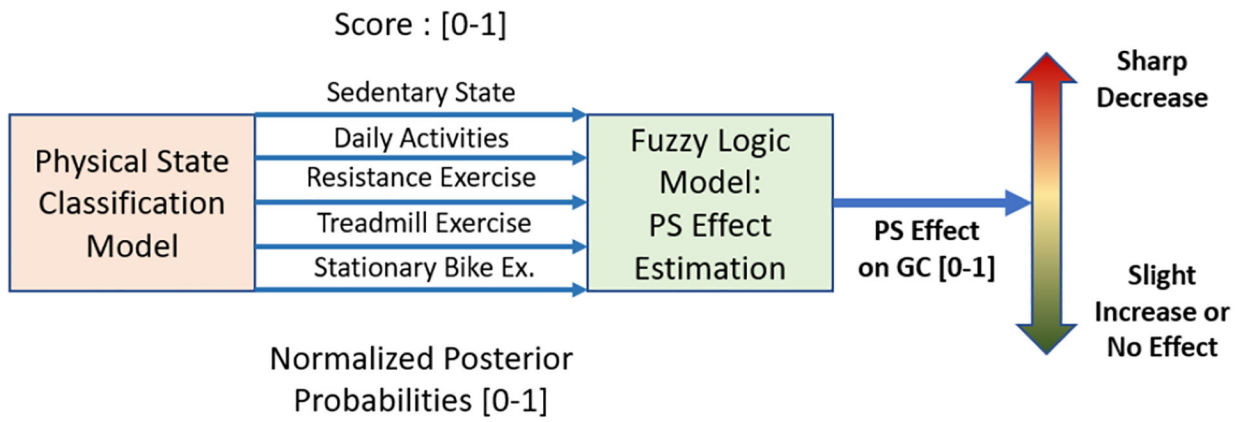 Score : [0-1]
Physical State
Classification
Model
Sedentary State
Daily Activities
Resistance Exercise
Treadmill Exercise
Stationary Bike Ex.
Normalized Posterior
Probabilities [0-1]
Fuzzy Logic
Model:
PS Effect
Estimation
PS Effect
on GC [0-1]
Sharp
Decrease
Slight
Increase or
No Effect